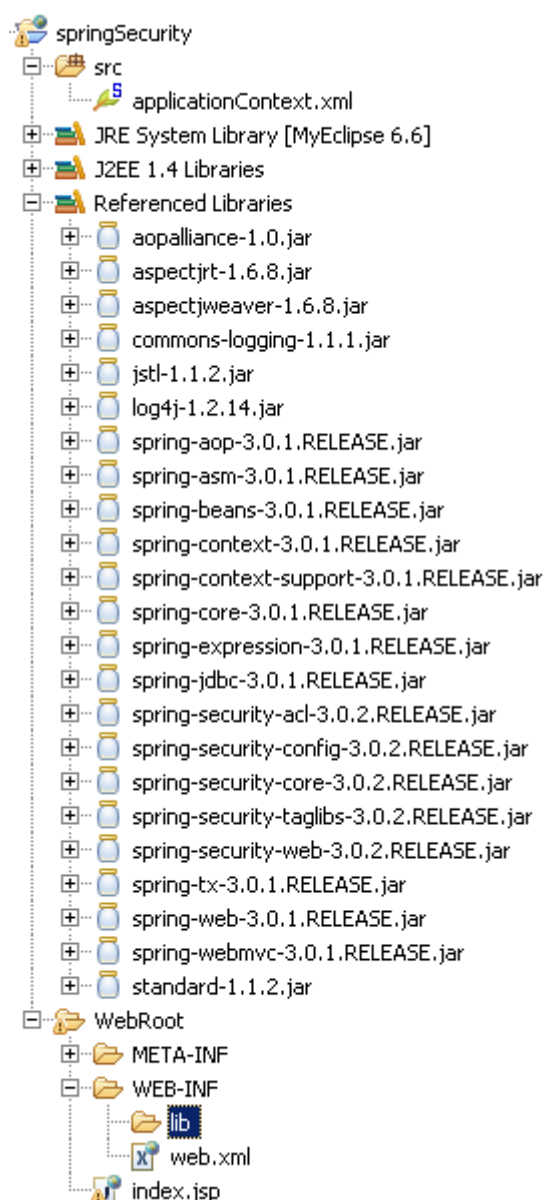 springSecurity
src
applicationContext.xml
JRE System Library [MyEclipse 6.6]
J2EE 1.4 Libraries
Referenced Libraries
aopalliance-1.0.jar
aspectjrt-1.6.8.jar
aspectjweaver-1.6.8.jar
commons-logging-1.1.1.jar
jstl-1.1.2.jar
log4j-1.2.14.jar
spring-aop-3.0.1.RELEASE.jar
spring-asm-3.0.1.RELEASE.jar
spring-beans-3.0.1.RELEASE.jar
spring-context-3.0.1.RELEASE.jar
spring-context-support-3.0.1.RELEASE.jar
spring-core-3.0.1.RELEASE.jar
spring-expression-3.0.1.RELEASE.jar
spring-jdbc-3.0.1.RELEASE.jar
spring-security-acl-3.0.2.RELEASE.jar
spring-security-config-3.0.2.RELEASE.jar
spring-security-core-3.0.2.RELEASE.jar
spring-security-taglibs-3.0.2.RELEASE.jar
spring-security-web-3.0.2.RELEASE.jar
spring-tx-3.0.1.RELEASE.jar
spring-web-3.0.1.RELEASE.jar
spring-webmvc-3.0.1.RELEASE.jar
standard-1.1.2.jar
WebRoot
META-INF
WEB-INF
lib
web.xml
index.jsp